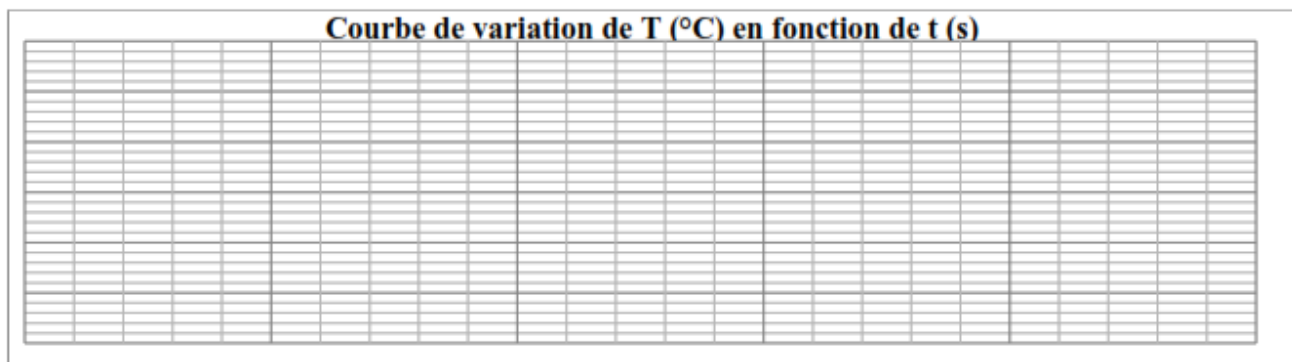 Courbe de variation de T (°C) en fonction de t (s)